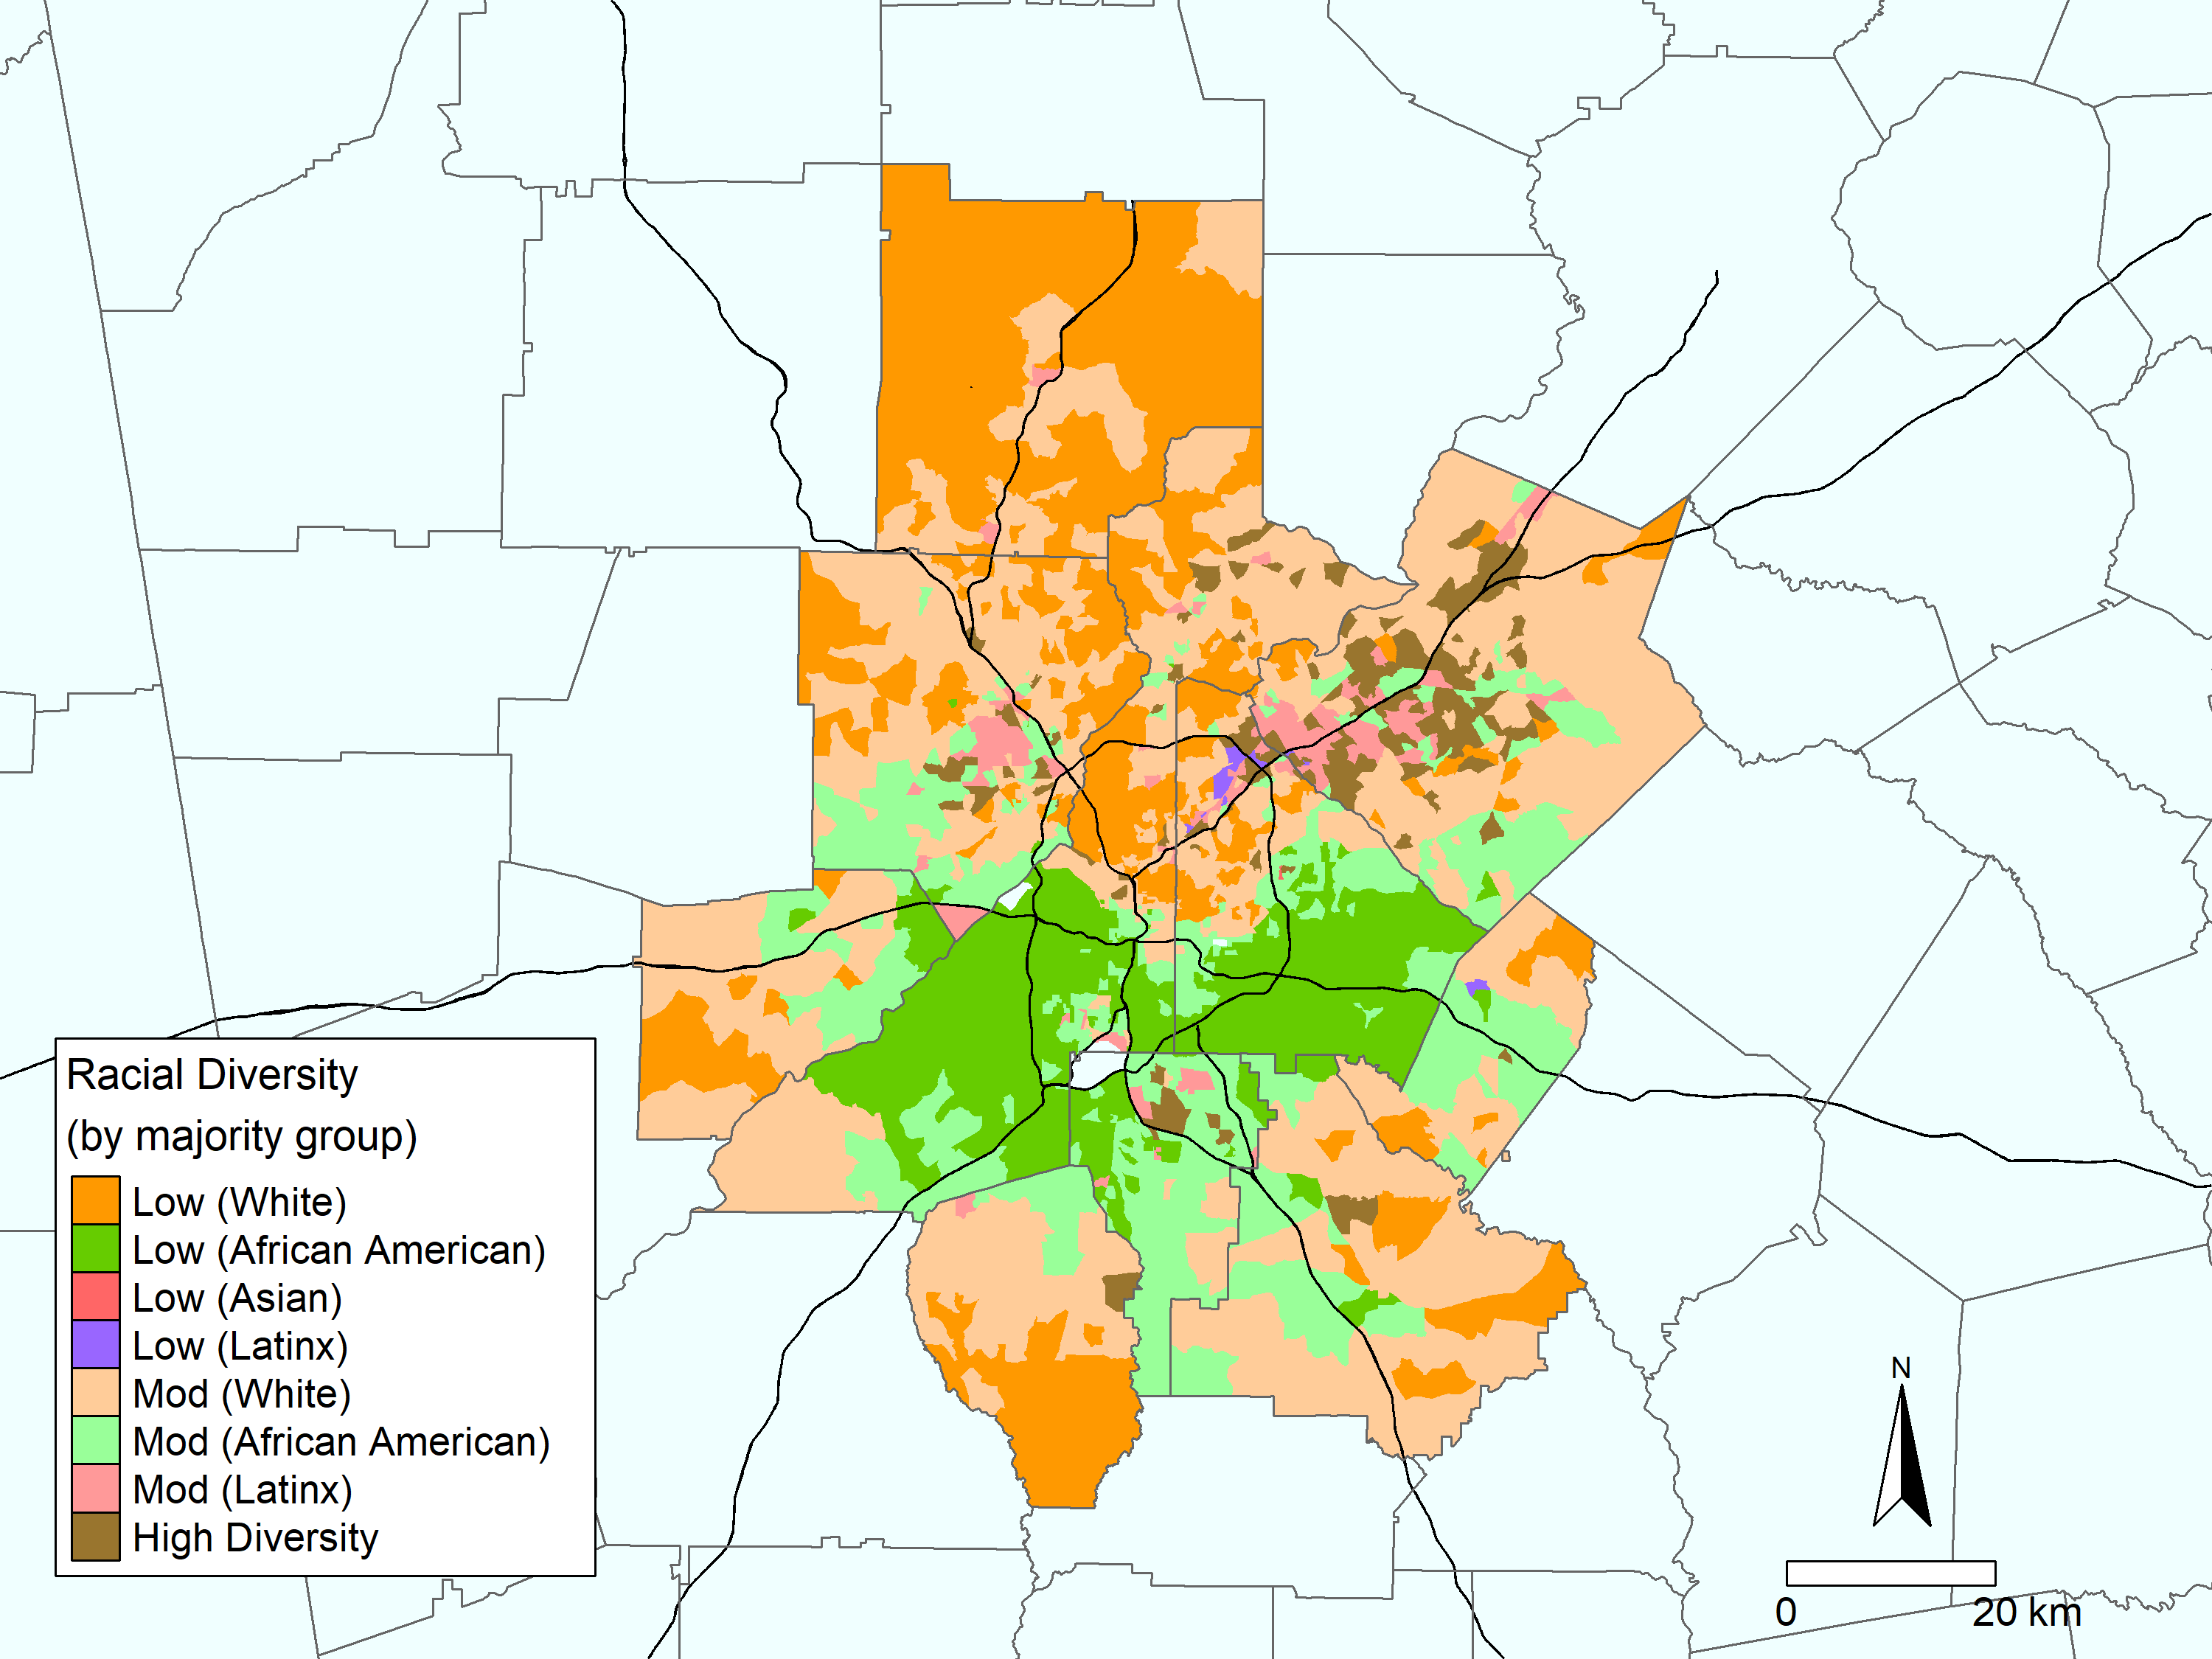 Racial Diversity
(by majority group)
Low (White)
Low (African American)
Low (Asian)
Low (Latinx)
Mod (White)
Mod (African American)
Mod (Latinx)
High Diversity
N
0 20 km